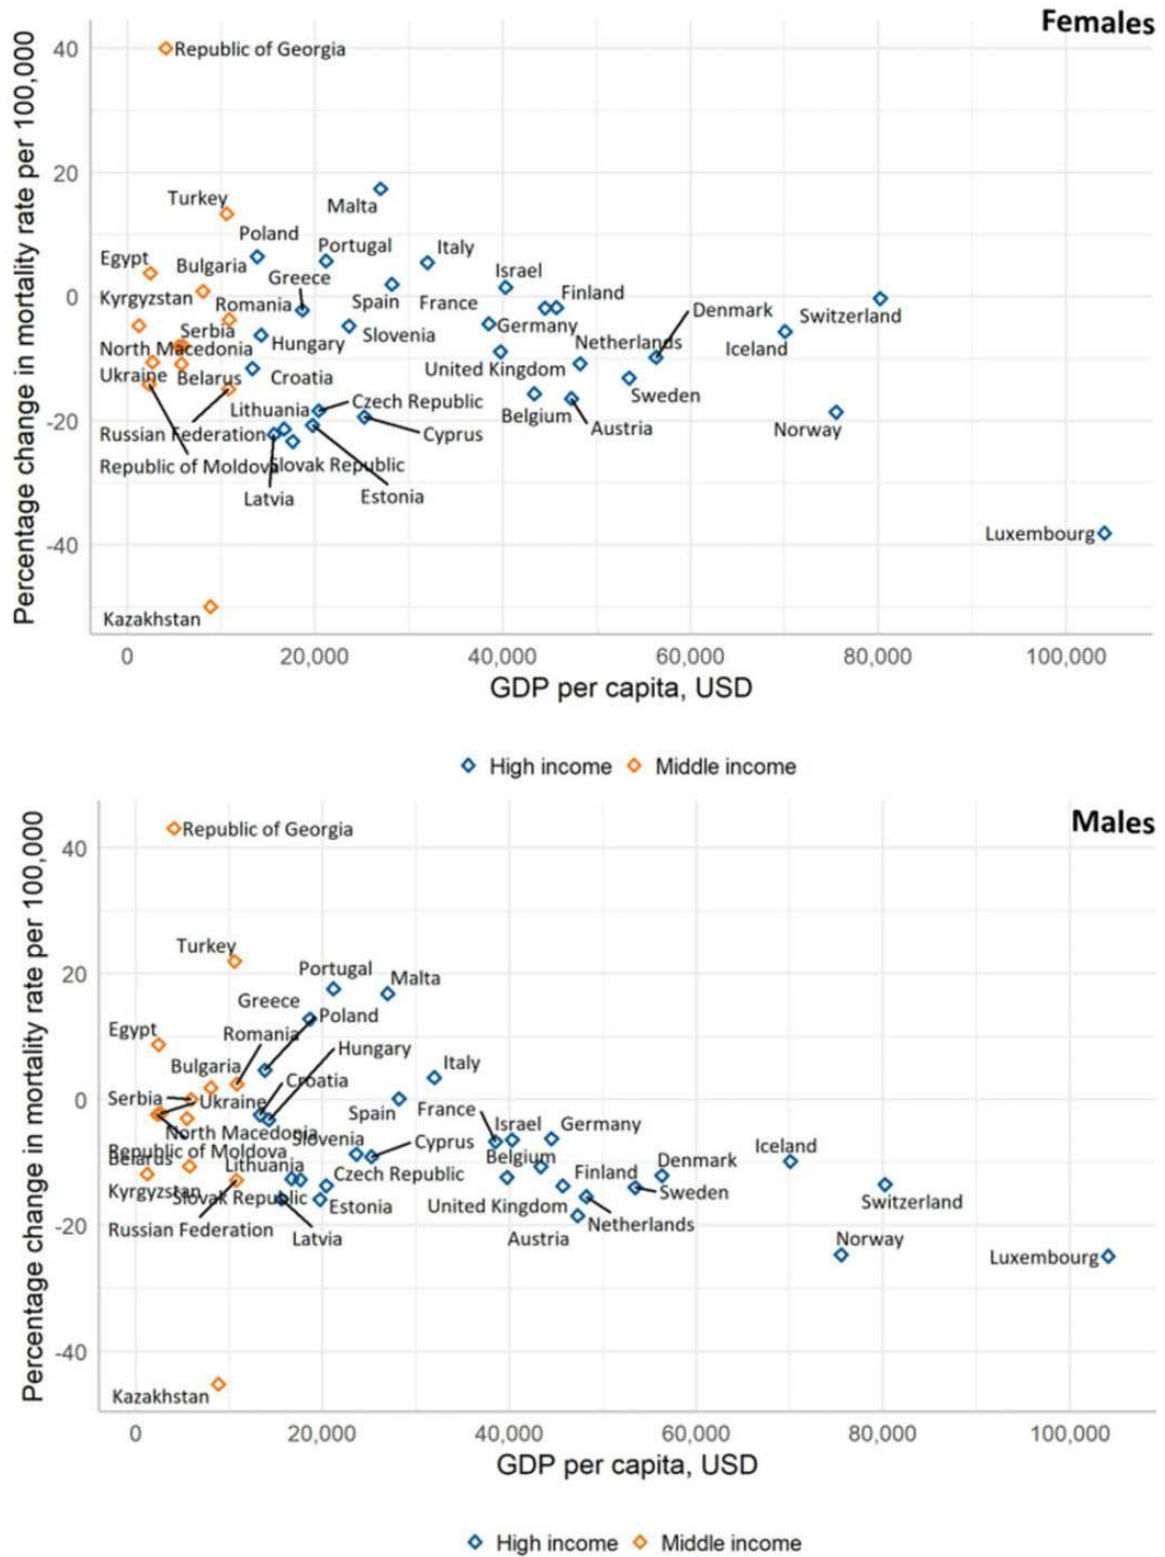 Females
Percentage change in mortality rate per 100,000
40
20
0
-20
-40
Republic of Georgia
Turkey
Malta
Poland
Portugal
Italy
Egypt
Bulgaria
Greece
Israel
Kyrgyzstan
Romania
Spain
France
Finland
Denmark
Switzerland
Serbia
Hungary
Slovenia
Germany
Netherlands
Iceland
North Macedonia
Ukraine
Belarus
Croatia
United Kingdom
Sweden
Lithuania
Czech Republic
Belgium
Austria
Norway
Russian Federation
Cyprus
Republic of Moldova
Slovak Republic
Latvia
Estonia
Luxembourg
Kazakhstan
0 20,000 40,000 60,000 80,000 100,000
GDP per capita, USD
High income Middle income
Males
Percentage change in mortality rate per 100,000
40
20
0
-20
-40
Republic of Georgia
Turkey
Portugal
Malta
Greece
Poland
Egypt
Romania
Hungary
Bulgaria
Croatia
Italy
Serbia
Ukraine
Spain
France
North Macedonia
Slovenia
Cyprus
Israel
Germany
Republic of Moldova
Belarus
Lithuania
Czech Republic
Belgium
Finland
Denmark
Iceland
Kyrgyzstan
Slovak Republic
Estonia
United Kingdom
Sweden
Switzerland
Russian Federation
Latvia
Austria
Netherlands
Norway
Luxembourg
Kazakhstan
0 20,000 40,000 60,000 80,000 100,000
GDP per capita, USD
High income Middle income